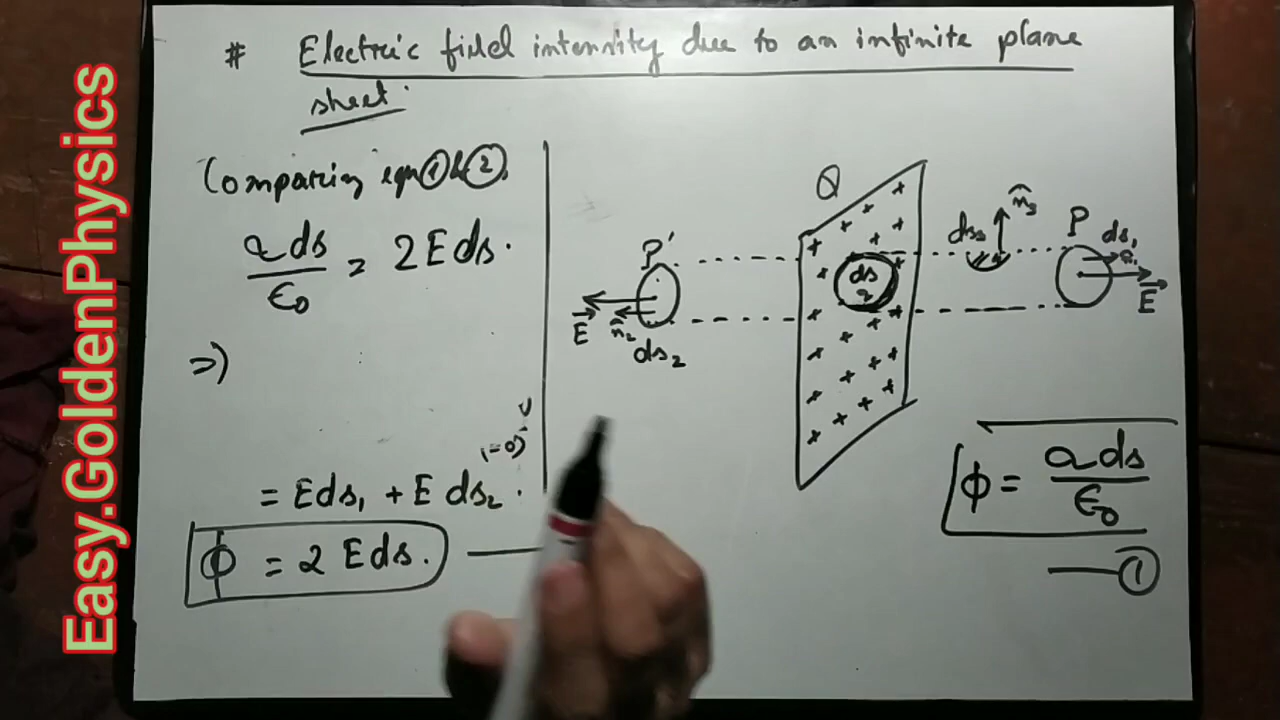 # Electric field intensity due to an infinite plane
sheet.
Comparing eqn ① & ②,
a ds / ε₀ = 2 E ds.
=>)
(=0),
= E ds₁ + E ds₂.
Φ = 2 E ds.
Q
ds
a
P'
E⃗
n̂₂
ds₂
ds₃
n̂₃
P
ds₁
E⃗
ϕ = a ds / ε₀
①
Easy.GoldenPhysics